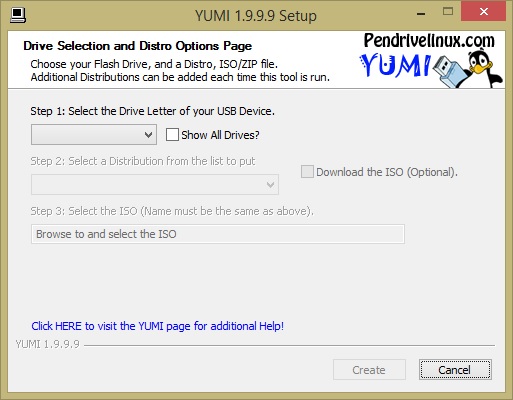 YUMI 1.9.9.9 Setup
Drive Selection and Distro Options Page
Choose your Flash Drive, and a Distro, ISO/ZIP file.
Additional Distributions can be added each time this tool is run.
Pendrivelinux.com
YUMI
Step 1: Select the Drive Letter of your USB Device.
Show All Drives?
Step 2: Select a Distribution from the list to put
Download the ISO (Optional).
Step 3: Select the ISO (Name must be the same as above).
Browse to and select the ISO
Click HERE to visit the YUMI page for additional Help!
YUMI 1.9.9.9
Create
Cancel